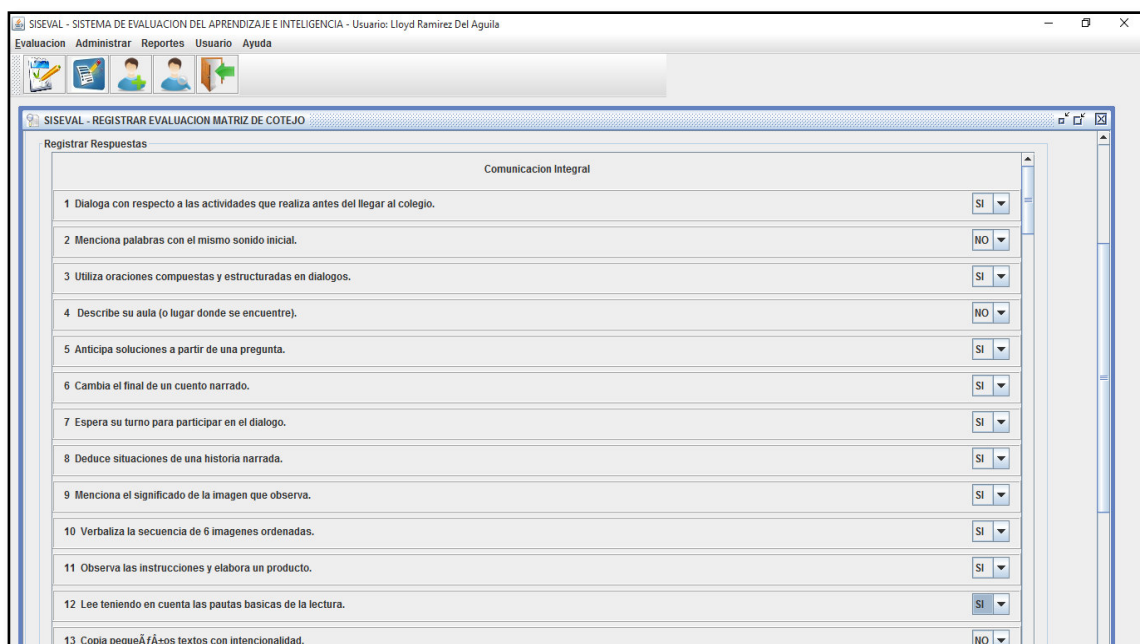 SISEVAL - SISTEMA DE EVALUACION DEL APRENDIZAJE E INTELIGENCIA - Usuario: Lloyd Ramirez Del Aguila
Evaluacion Administrar Reportes Usuario Ayuda
SISEVAL - REGISTRAR EVALUACION MATRIZ DE COTEJO
Registrar Respuestas
Comunicacion Integral
1 Dialoga con respecto a las actividades que realiza antes del llegar al colegio. SI
2 Menciona palabras con el mismo sonido inicial. NO
3 Utiliza oraciones compuestas y estructuradas en dialogos. SI
4 Describe su aula (o lugar donde se encuentre). NO
5 Anticipa soluciones a partir de una pregunta. SI
6 Cambia el final de un cuento narrado. SI
7 Espera su turno para participar en el dialogo. SI
8 Deduce situaciones de una historia narrada. SI
9 Menciona el significado de la imagen que observa. SI
10 Verbaliza la secuencia de 6 imagenes ordenadas. SI
11 Observa las instrucciones y elabora un producto. SI
12 Lee teniendo en cuenta las pautas basicas de la lectura. SI
13 Copia pequeÃƒÂ±os textos con intencionalidad. NO